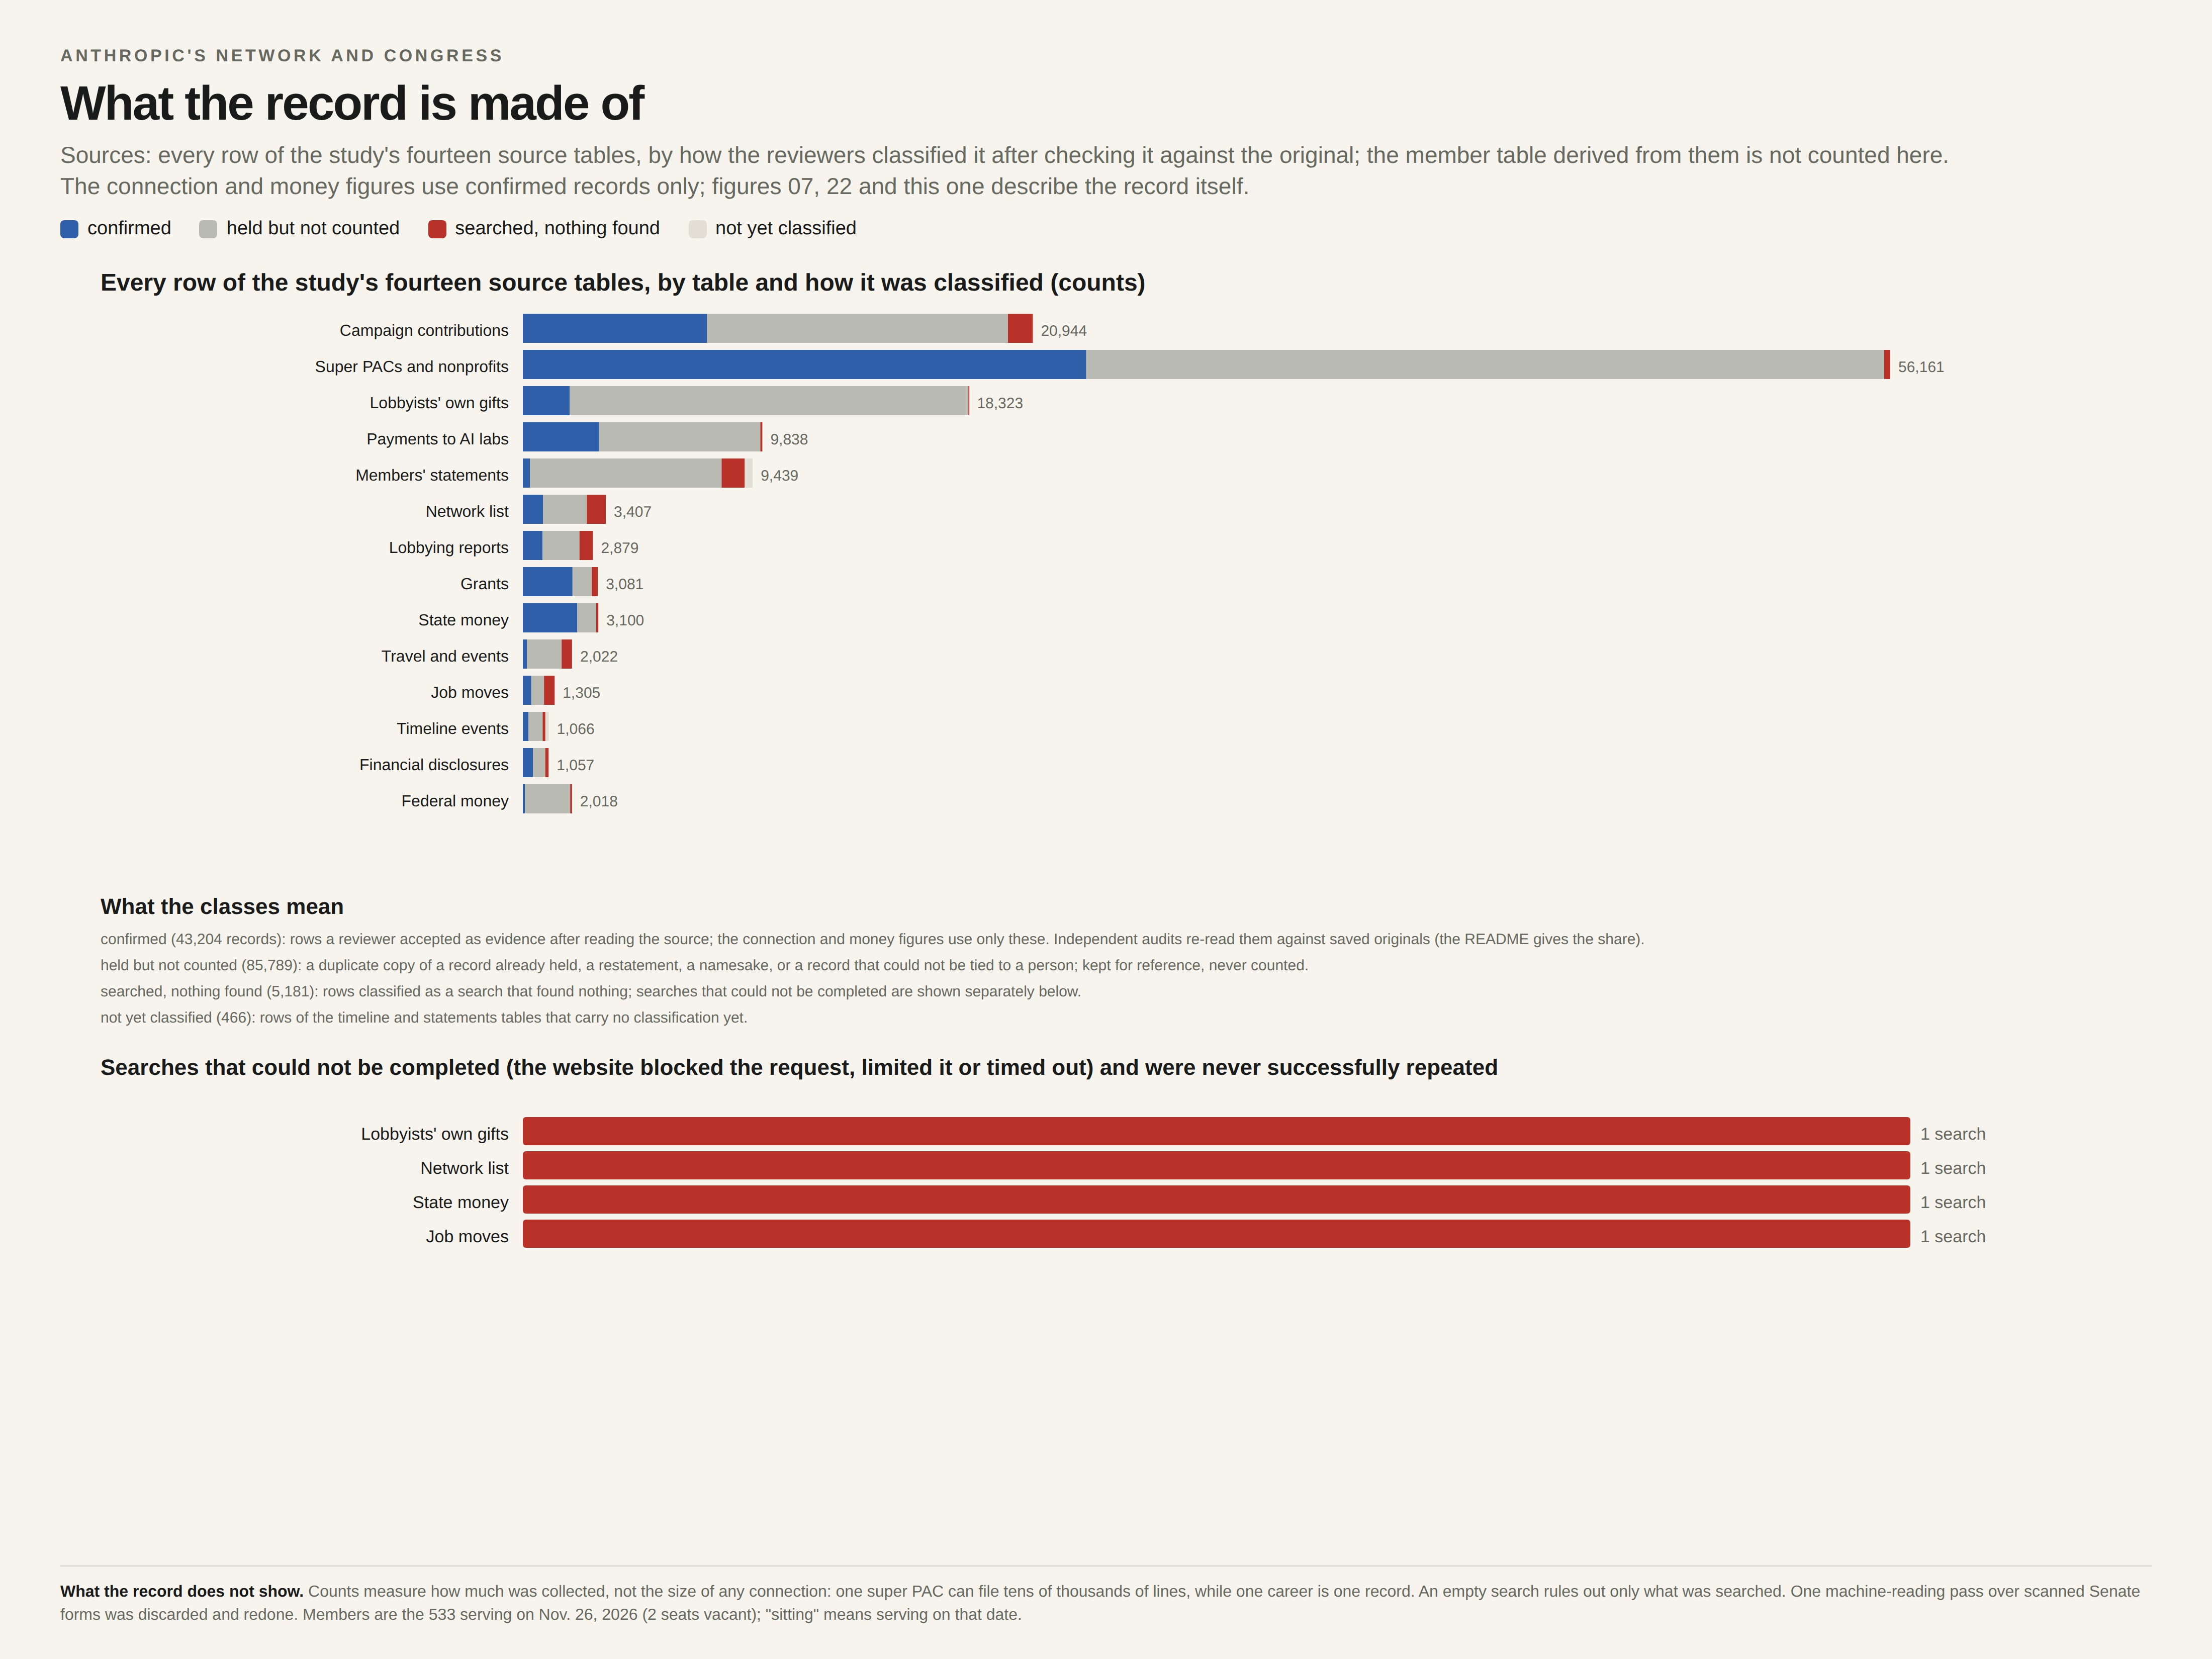 ANTHROPIC'S NETWORK AND CONGRESS
What the record is made of
Sources: every row of the study's fourteen source tables, by how the reviewers classified it after checking it against the original; the member table derived from them is not counted here.
The connection and money figures use confirmed records only; figures 07, 22 and this one describe the record itself.
confirmed held but not counted searched, nothing found not yet classified
Every row of the study's fourteen source tables, by table and how it was classified (counts)
Campaign contributions 20,944
Super PACs and nonprofits 56,161
Lobbyists' own gifts 18,323
Payments to AI labs 9,838
Members' statements 9,439
Network list 3,407
Lobbying reports 2,879
Grants 3,081
State money 3,100
Travel and events 2,022
Job moves 1,305
Timeline events 1,066
Financial disclosures 1,057
Federal money 2,018
What the classes mean
confirmed (43,204 records): rows a reviewer accepted as evidence after reading the source; the connection and money figures use only these. Independent audits re-read them against saved originals (the README gives the share).
held but not counted (85,789): a duplicate copy of a record already held, a restatement, a namesake, or a record that could not be tied to a person; kept for reference, never counted.
searched, nothing found (5,181): rows classified as a search that found nothing; searches that could not be completed are shown separately below.
not yet classified (466): rows of the timeline and statements tables that carry no classification yet.
Searches that could not be completed (the website blocked the request, limited it or timed out) and were never successfully repeated
Lobbyists' own gifts 1 search
Network list 1 search
State money 1 search
Job moves 1 search
What the record does not show. Counts measure how much was collected, not the size of any connection: one super PAC can file tens of thousands of lines, while one career is one record. An empty search rules out only what was searched. One machine-reading pass over scanned Senate
forms was discarded and redone. Members are the 533 serving on Nov. 26, 2026 (2 seats vacant); "sitting" means serving on that date.